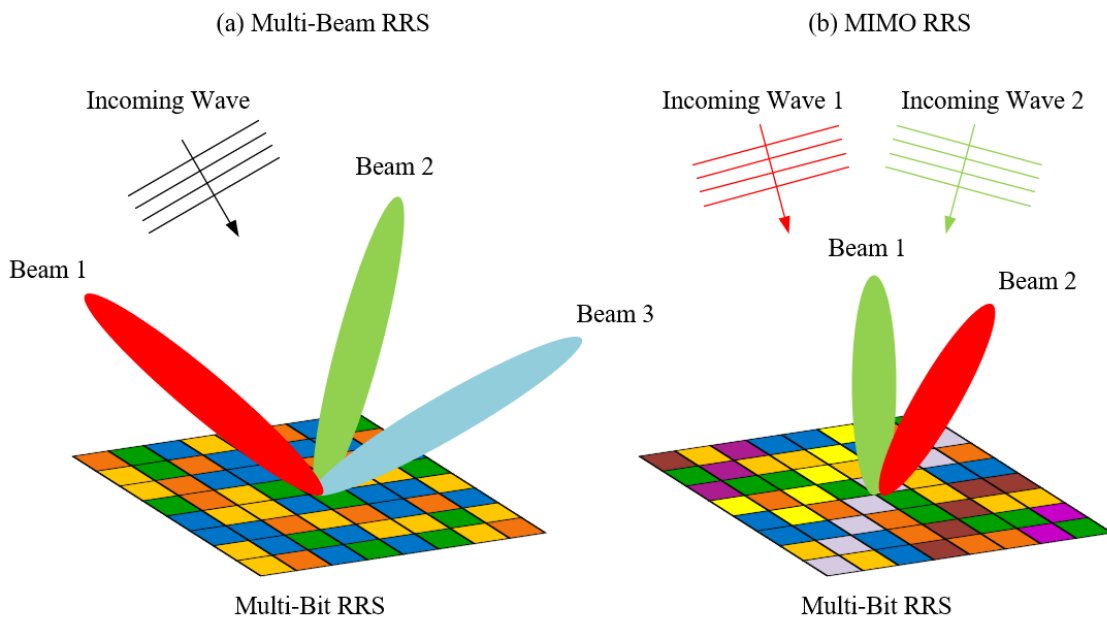 (a) Multi-Beam RRS
(b) MIMO RRS
Incoming Wave
Incoming Wave 1
Incoming Wave 2
Beam 2
Beam 1
Beam 3
Beam 1
Beam 2
Multi-Bit RRS
Multi-Bit RRS